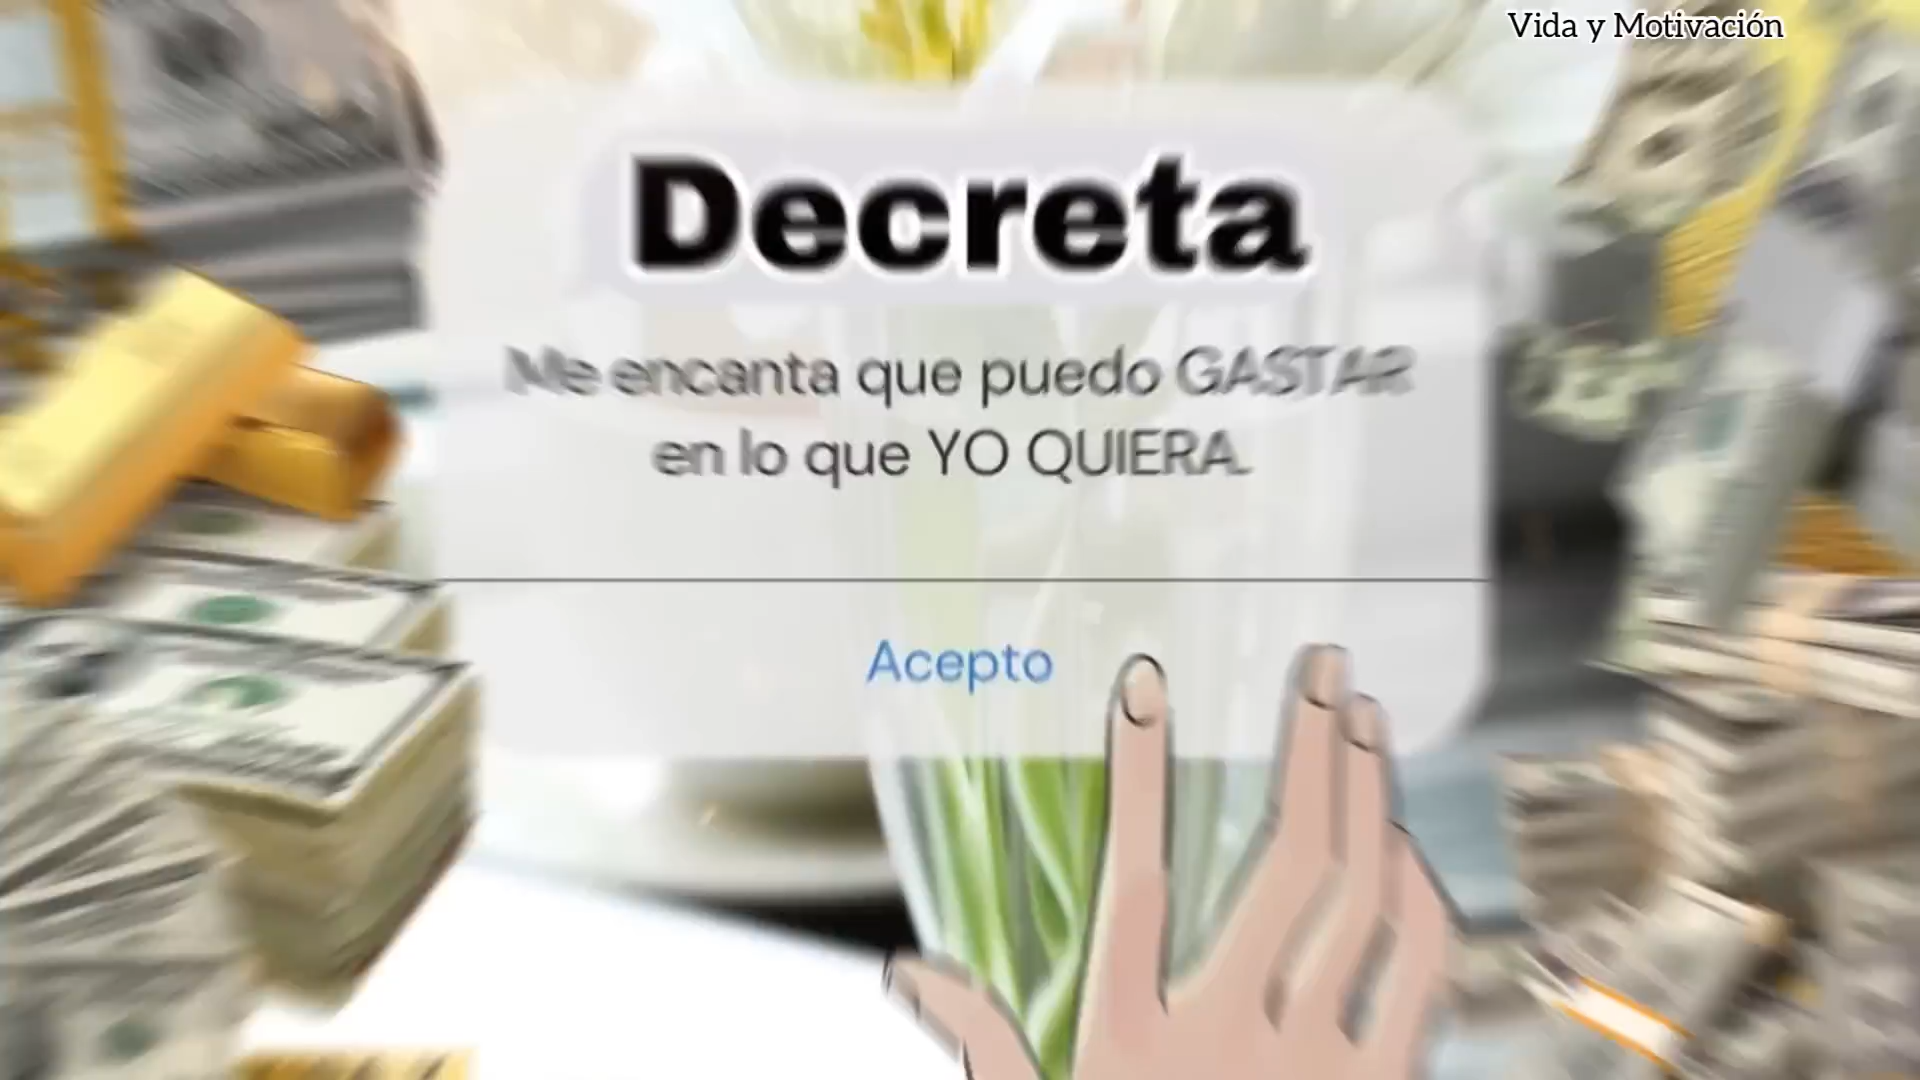 Vida y Motivación
Decreta
Me encanta que puedo GASTAR
en lo que YO QUIERA.
Acepto